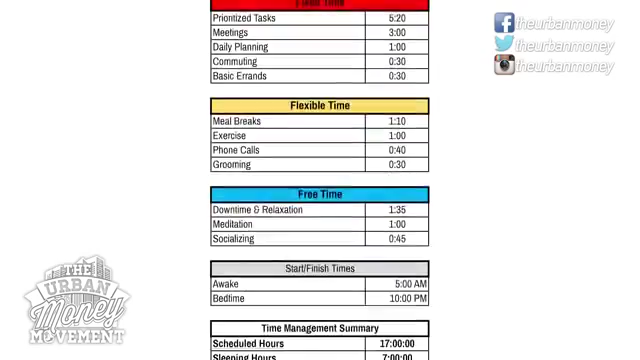 Fixed Time
Prioritized Tasks 5:20
Meetings 3:00
Daily Planning 1:00
Commuting 0:30
Basic Errands 0:30
Flexible Time
Meal Breaks 1:10
Exercise 1:00
Phone Calls 0:40
Grooming 0:30
Free Time
Downtime & Relaxation 1:35
Meditation 1:00
Socializing 0:45
Start/Finish Times
Awake 5:00 AM
Bedtime 10:00 PM
Time Management Summary
Scheduled Hours 17:00:00
Sleeping Hours 7:00:00
f theurbanmoney
theurbanmoney
theurbanmoney
THE
URBAN
Money
MOVEMENT